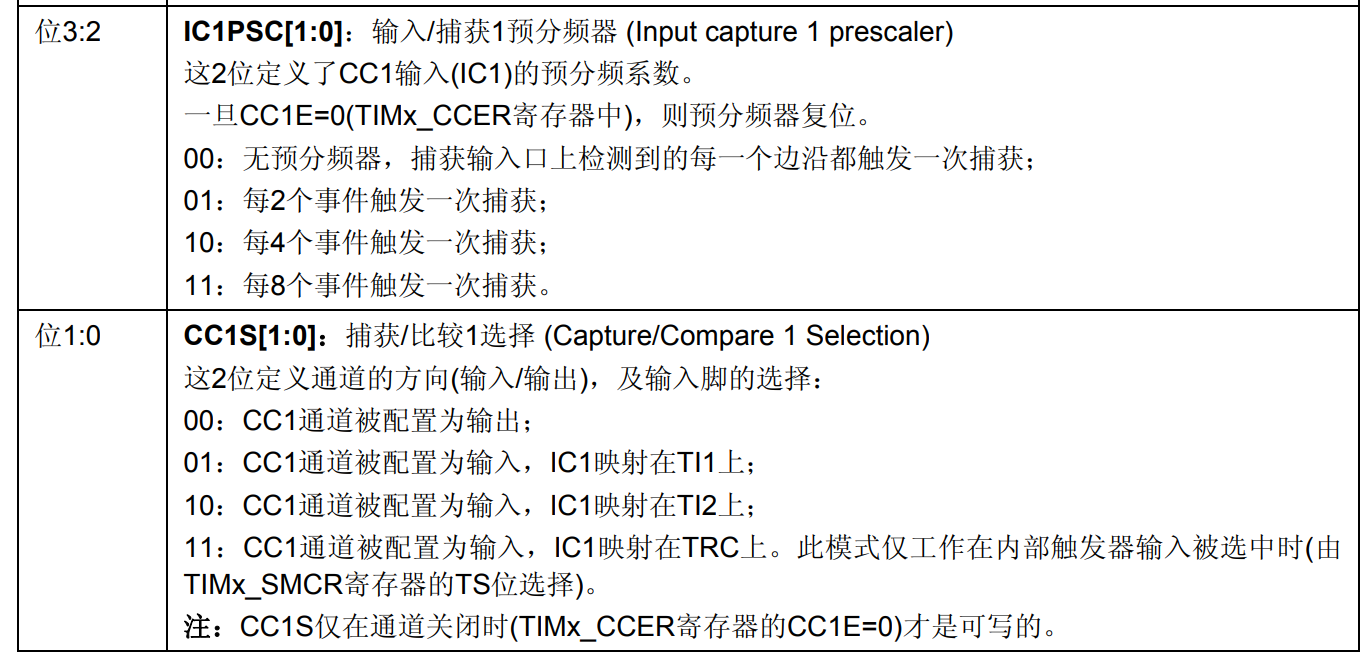 位3:2
IC1PSC[1:0]：输入/捕获1预分频器 (Input capture 1 prescaler)
这2位定义了CC1输入(IC1)的预分频系数。
一旦CC1E=0(TIMx_CCER寄存器中)，则预分频器复位。
00：无预分频器，捕获输入口上检测到的每一个边沿都触发一次捕获；
01：每2个事件触发一次捕获；
10：每4个事件触发一次捕获；
11：每8个事件触发一次捕获。
位1:0
CC1S[1:0]：捕获/比较1选择 (Capture/Compare 1 Selection)
这2位定义通道的方向(输入/输出)，及输入脚的选择：
00：CC1通道被配置为输出；
01：CC1通道被配置为输入，IC1映射在TI1上；
10：CC1通道被配置为输入，IC1映射在TI2上；
11：CC1通道被配置为输入，IC1映射在TRC上。此模式仅工作在内部触发器输入被选中时(由
TIMx_SMCR寄存器的TS位选择)。
注：CC1S仅在通道关闭时(TIMx_CCER寄存器的CC1E=0)才是可写的。